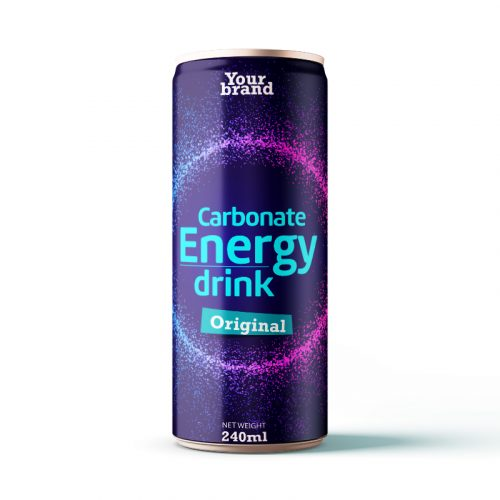 Your
brand
Carbonate
Energy
drink
Original
NET WEIGHT
240ml